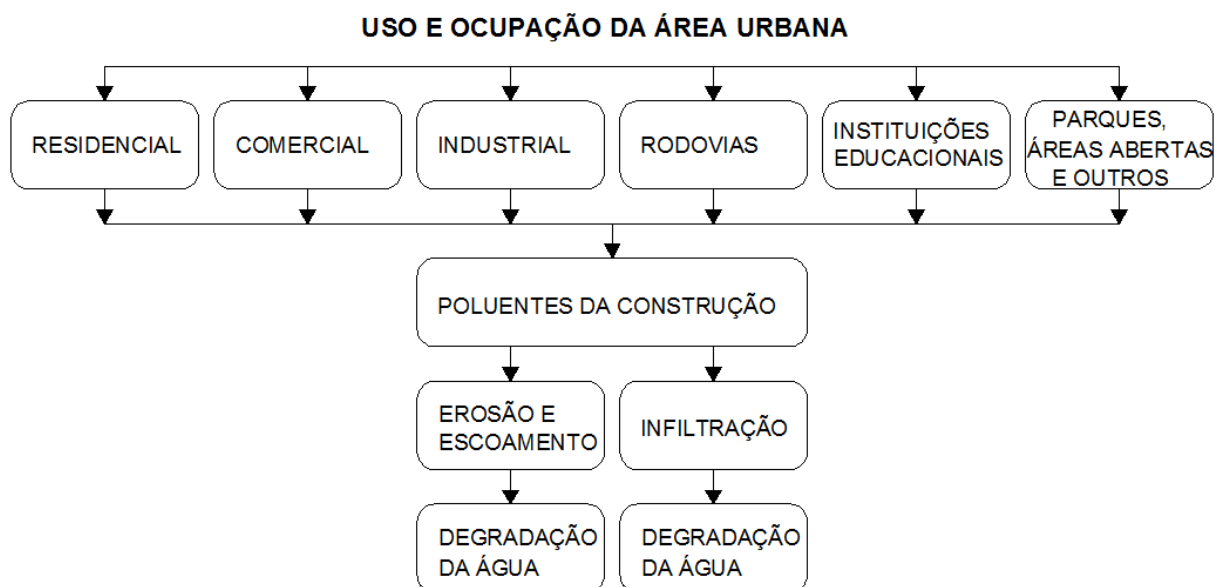 USO E OCUPAÇÃO DA ÁREA URBANA
RESIDENCIAL
COMERCIAL
INDUSTRIAL
RODOVIAS
INSTITUIÇÕES
EDUCACIONAIS
PARQUES,
ÁREAS ABERTAS
E OUTROS
POLUENTES DA CONSTRUÇÃO
EROSÃO E
ESCOAMENTO
INFILTRAÇÃO
DEGRADAÇÃO
DA ÁGUA
DEGRADAÇÃO
DA ÁGUA